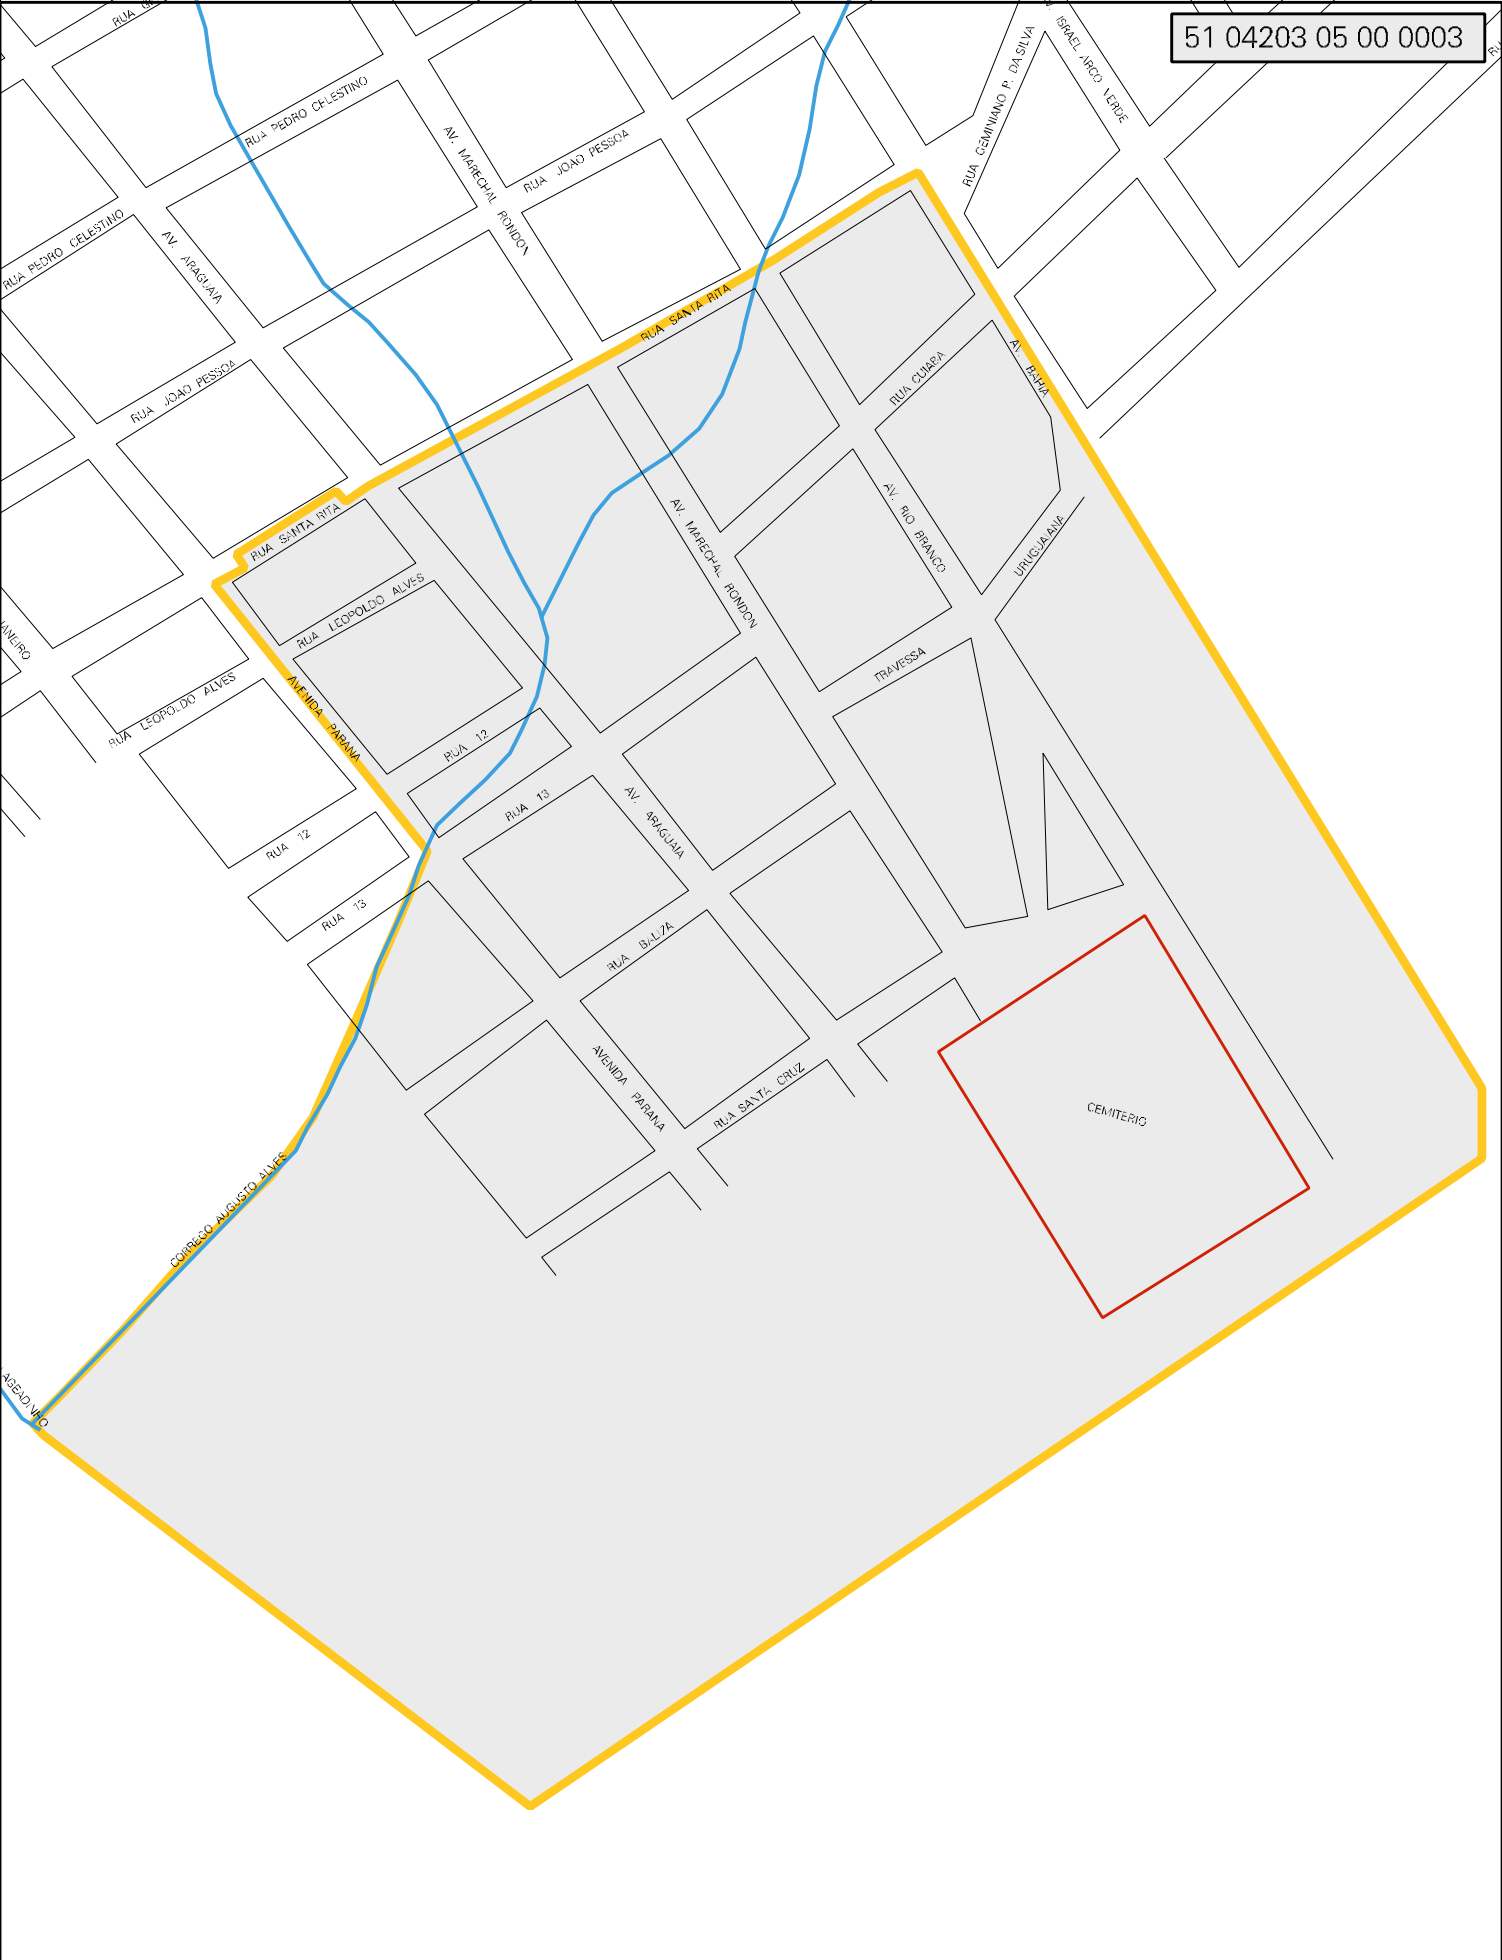 51 04203 05 00 0003
RUA
AV. ISRAEL ARCO VERDE
RUA GEMINIANO P. DA SILVA
RUA PEDRO CELESTINO
AV. MARECHAL RONDON
RUA JOAO PESSOA
RUA PEDRO CELESTINO
AV. ARAGUAIA
RUA SANTA RITA
RUA JOAO PESSOA
RUA CUIABA
AV. BAHIA
RUA SANTA RITA
AV. MARECHAL RONDON
AV. RIO BRANCO
URUGUAIANA
RUA LEOPOLDO ALVES
TRAVESSA
RUA LEOPOLDO ALVES
AVENIDA PARANA
RUA 12
RUA 13
AV. ARAGUAIA
RUA 12
RUA 13
RUA BALIZA
AVENIDA PARANA
RUA SANTA CRUZ
CEMITERIO
CORREGO AUGUSTO ALVES